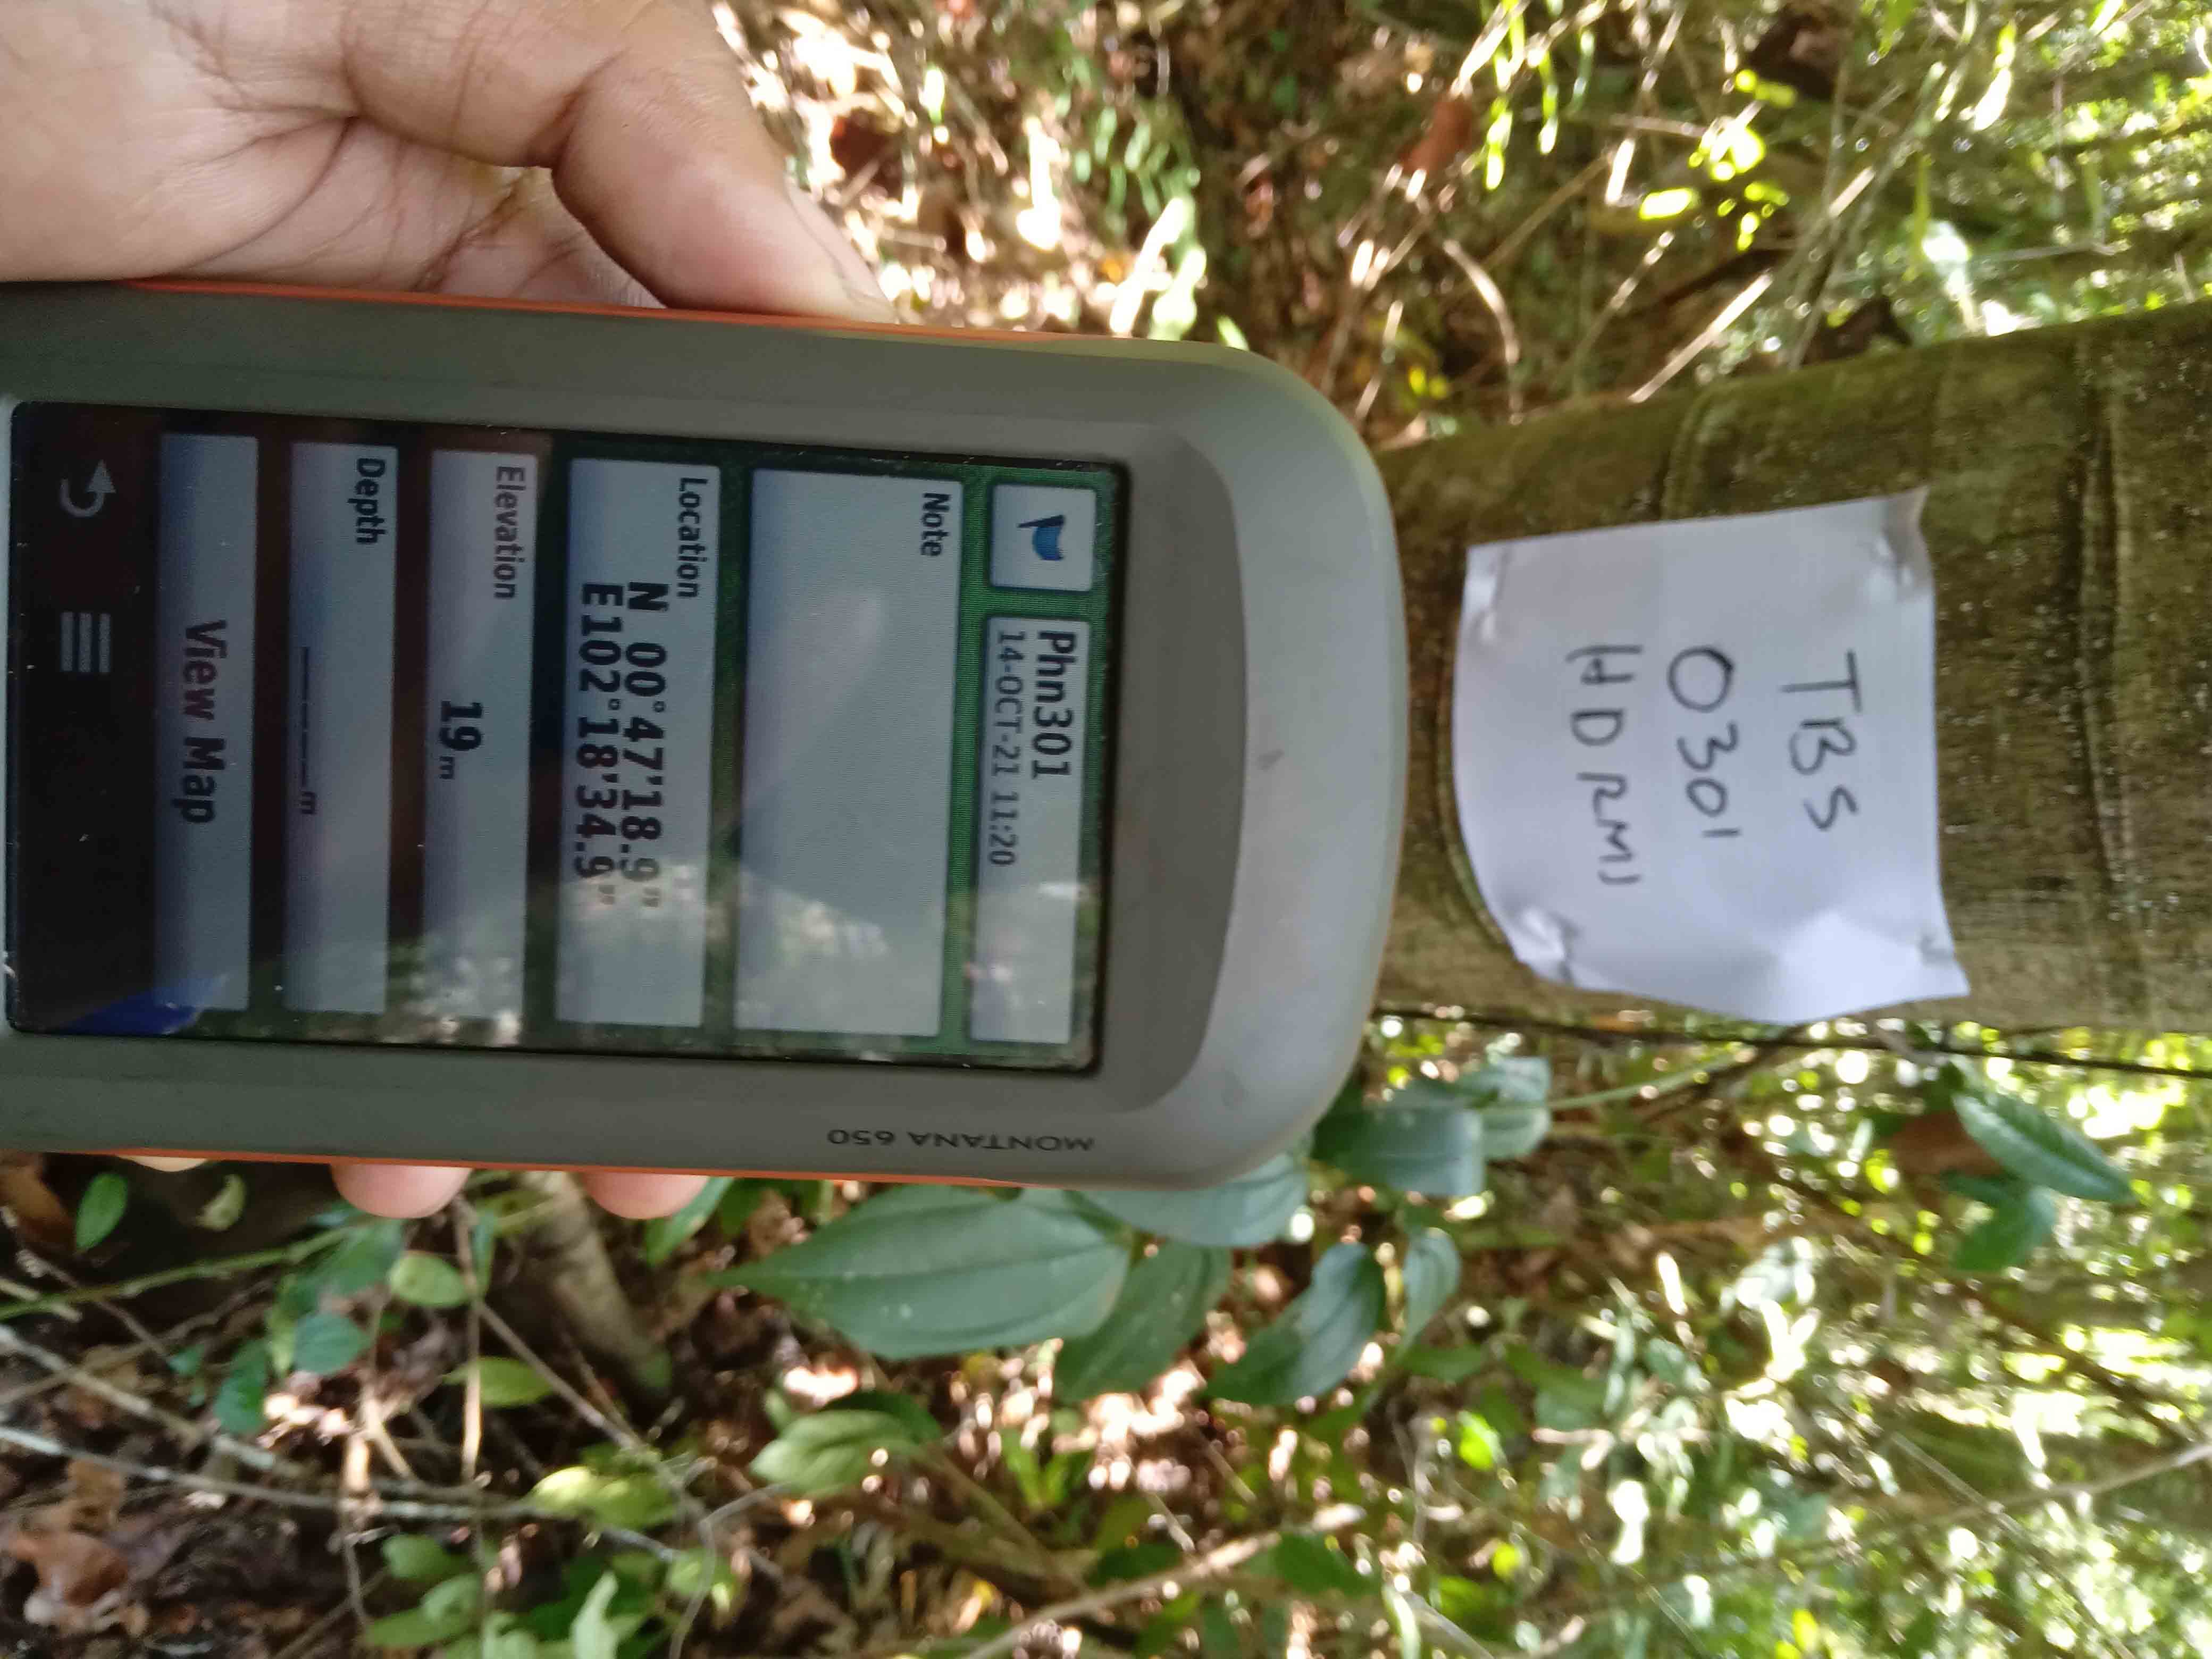 Phn301
14-OCT-21 11:20
Note
Location
N 00°47'18.9"
E102°18'34.9"
Elevation
19m
Depth
_____m
View Map
MONTANA 650
TBS
0301